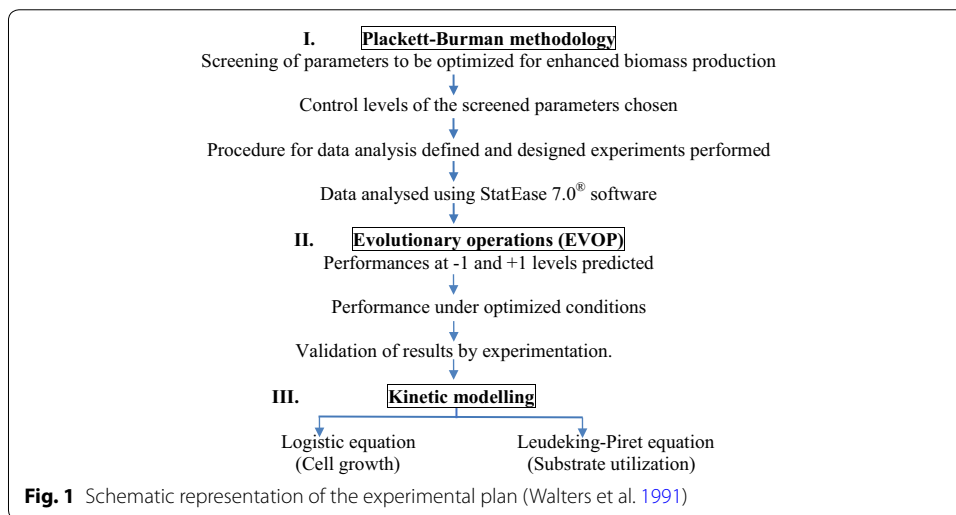 I. Plackett-Burman methodology
Screening of parameters to be optimized for enhanced biomass production
Control levels of the screened parameters chosen
Procedure for data analysis defined and designed experiments performed
Data analysed using StatEase 7.0® software
II. Evolutionary operations (EVOP)
Performances at -1 and +1 levels predicted
Performance under optimized conditions
Validation of results by experimentation.
III. Kinetic modelling
Logistic equation
(Cell growth)
Leudeking-Piret equation
(Substrate utilization)
Fig. 1 Schematic representation of the experimental plan (Walters et al. 1991)